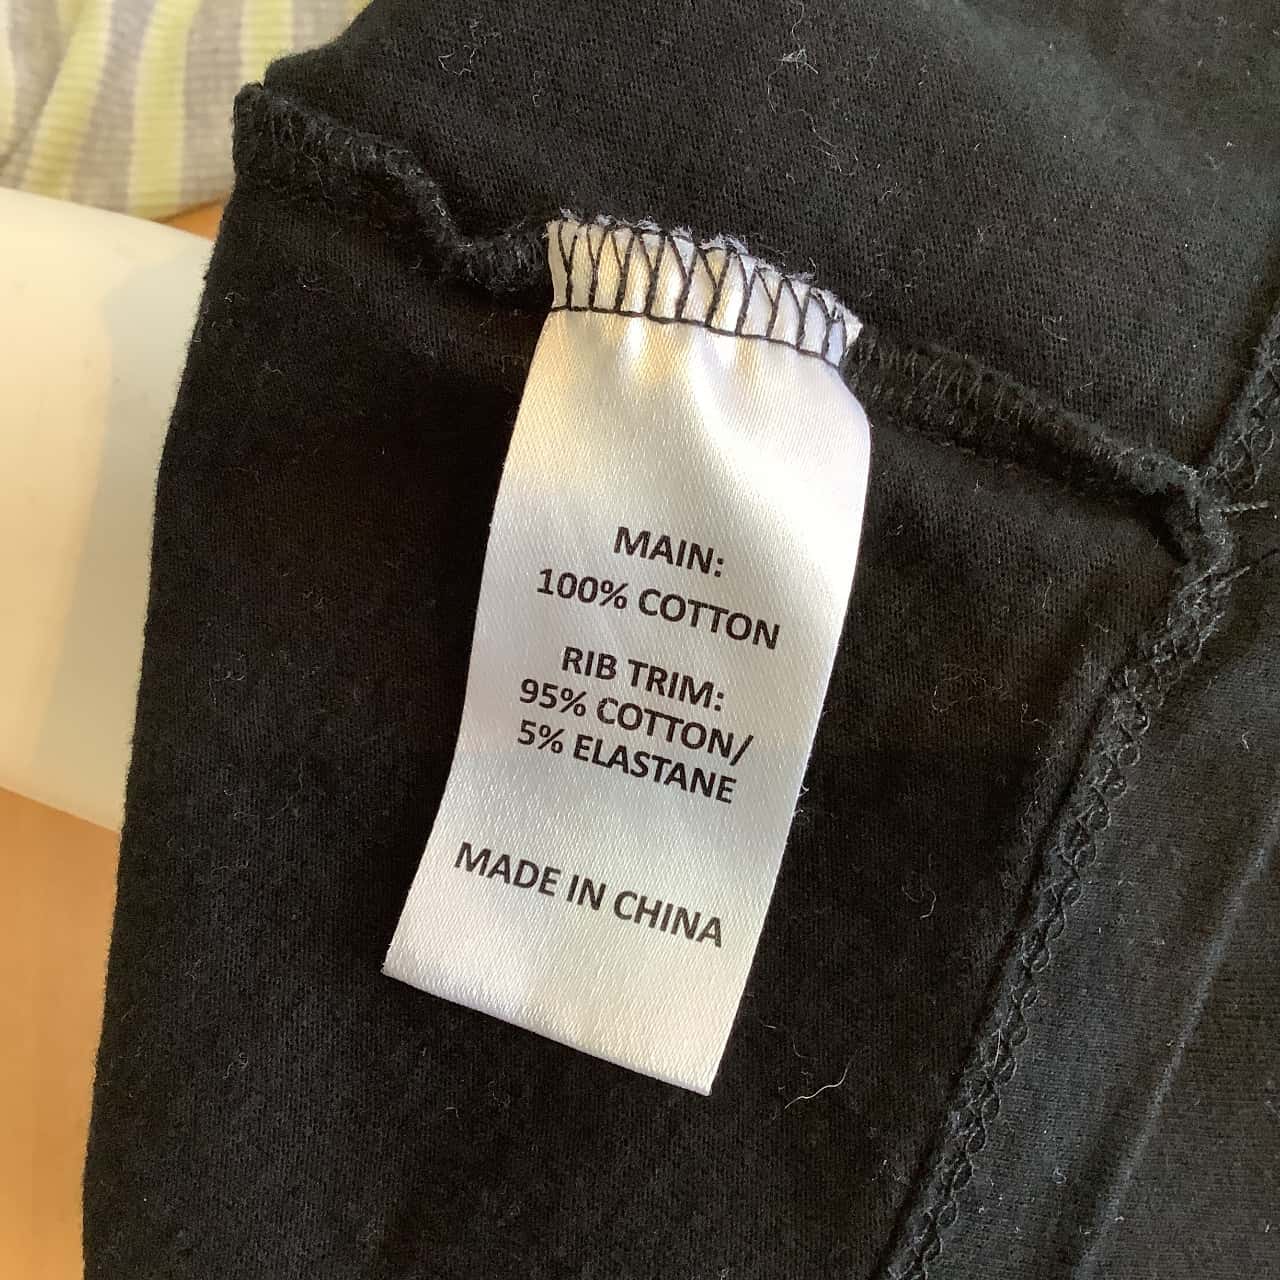 MAIN:
100% COTTON
RIB TRIM:
95% COTTON/
5% ELASTANE
MADE IN CHINA